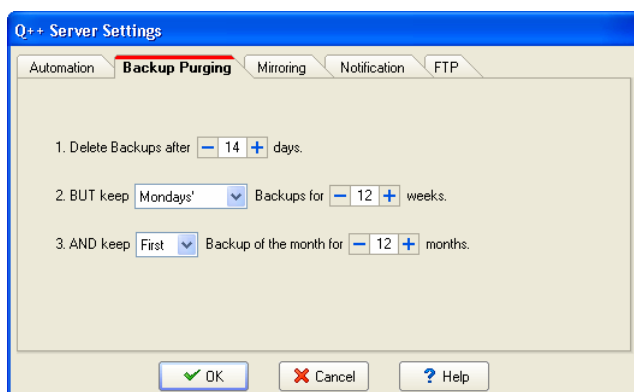 Q++ Server Settings
Automation Backup Purging Mirroring Notification FTP
1. Delete Backups after 14 days.
2. BUT keep Mondays' Backups for 12 weeks.
3. AND keep First Backup of the month for 12 months.
OK Cancel ? Help